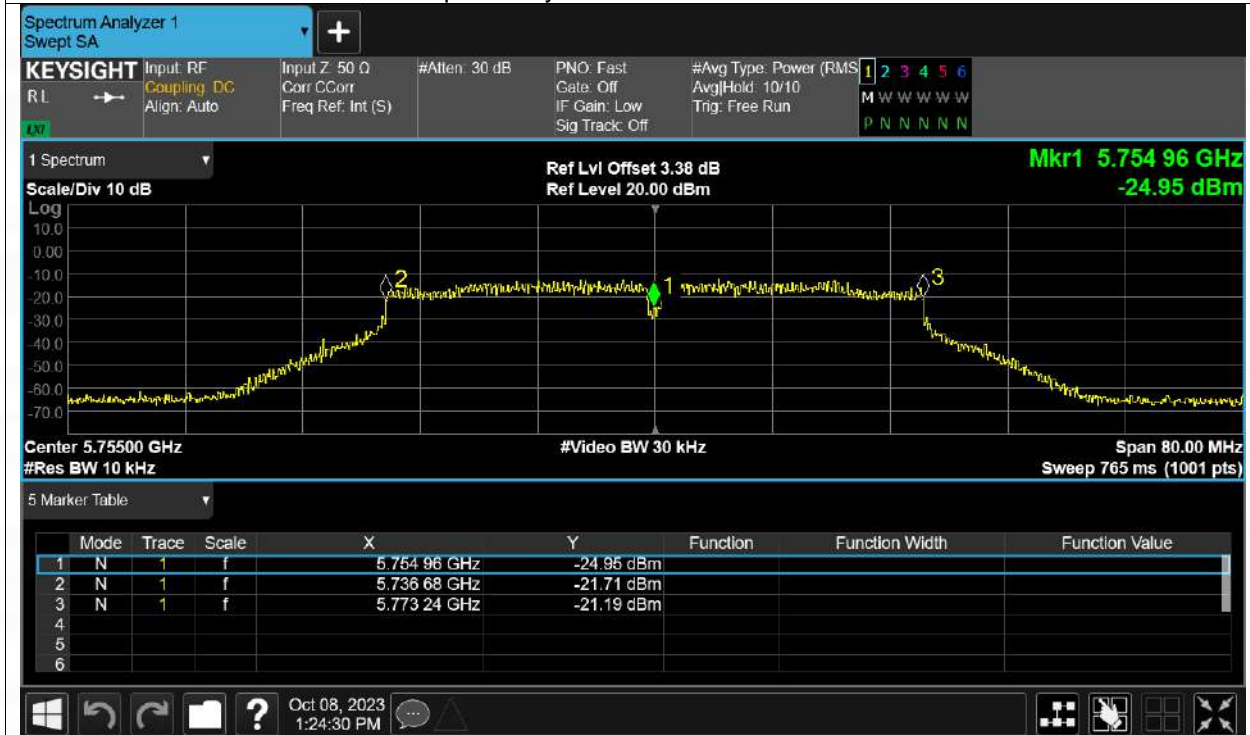 Spectrum Analyzer 1
Swept SA
+
KEYSIGHT
RL
LXI
Input: RF
Coupling: DC
Align: Auto
Input Z: 50 Ω
Corr CCorr
Freq Ref: Int (S)
#Atten: 30 dB
PNO: Fast
Gate: Off
IF Gain: Low
Sig Track: Off
#Avg Type: Power (RMS
Avg|Hold: 10/10
Trig: Free Run
1 2 3 4 5 6
M W W W W W
P N N N N N
1 Spectrum
Scale/Div 10 dB
Log
Ref Lvl Offset 3.38 dB
Ref Level 20.00 dBm
Mkr1 5.754 96 GHz
-24.95 dBm
10.0
0.00
-10.0
-20.0
-30.0
-40.0
-50.0
-60.0
-70.0
2
1
3
Center 5.75500 GHz
#Res BW 10 kHz
#Video BW 30 kHz
Span 80.00 MHz
Sweep 765 ms (1001 pts)
5 Marker Table
Mode Trace Scale X Y Function Function Width Function Value
1 N 1 f 5.754 96 GHz -24.95 dBm
2 N 1 f 5.736 68 GHz -21.71 dBm
3 N 1 f 5.773 24 GHz -21.19 dBm
4
5
6
?
Oct 08, 2023
1:24:30 PM